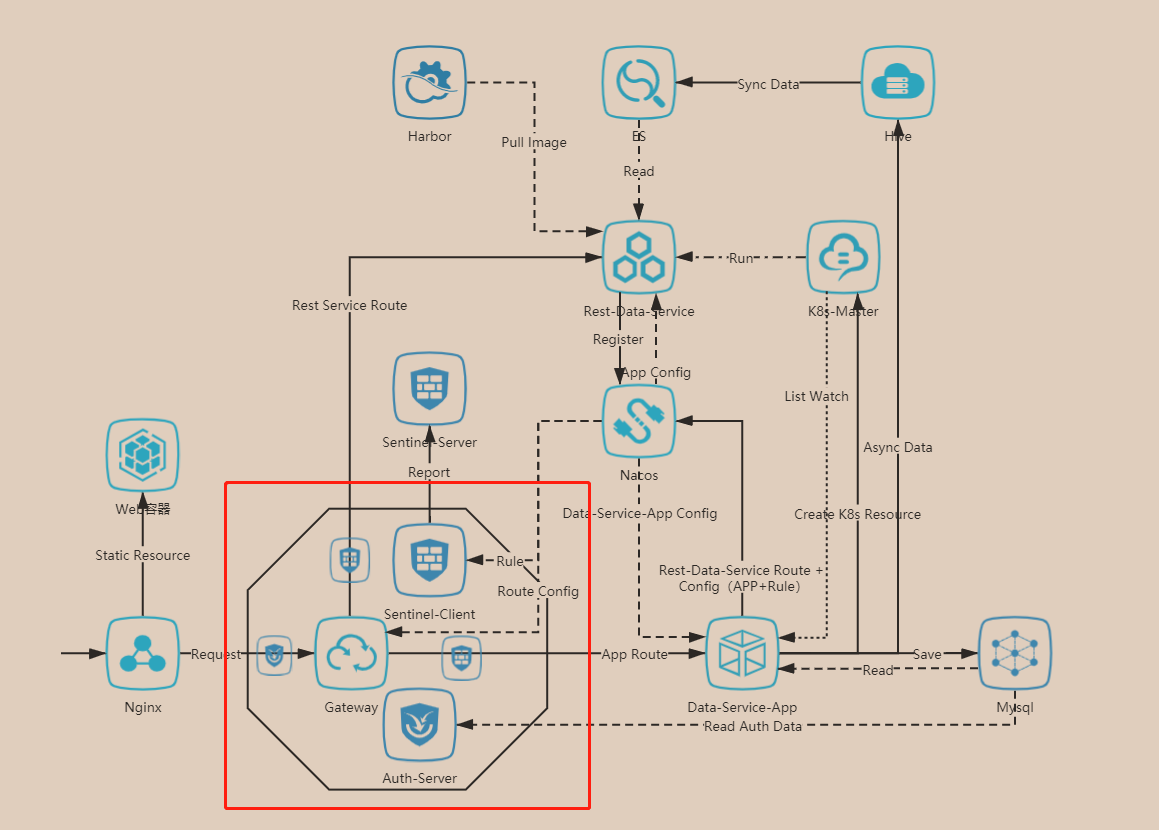 Harbor
ES
Hive
Sync Data
Pull Image
Read
Run
Rest Service Route
Rest-Data-Service
K8s-Master
Register
App Config
List Watch
Sentinel-Server
Report
Nacos
Async Data
Web容器
Data-Service-App Config
Create K8s Resource
Static Resource
Rule
Rest-Data-Service Route +
Config（APP+Rule）
Route Config
Sentinel-Client
Request
App Route
Save
Read
Nginx
Gateway
Data-Service-App
Mysql
Read Auth Data
Auth-Server